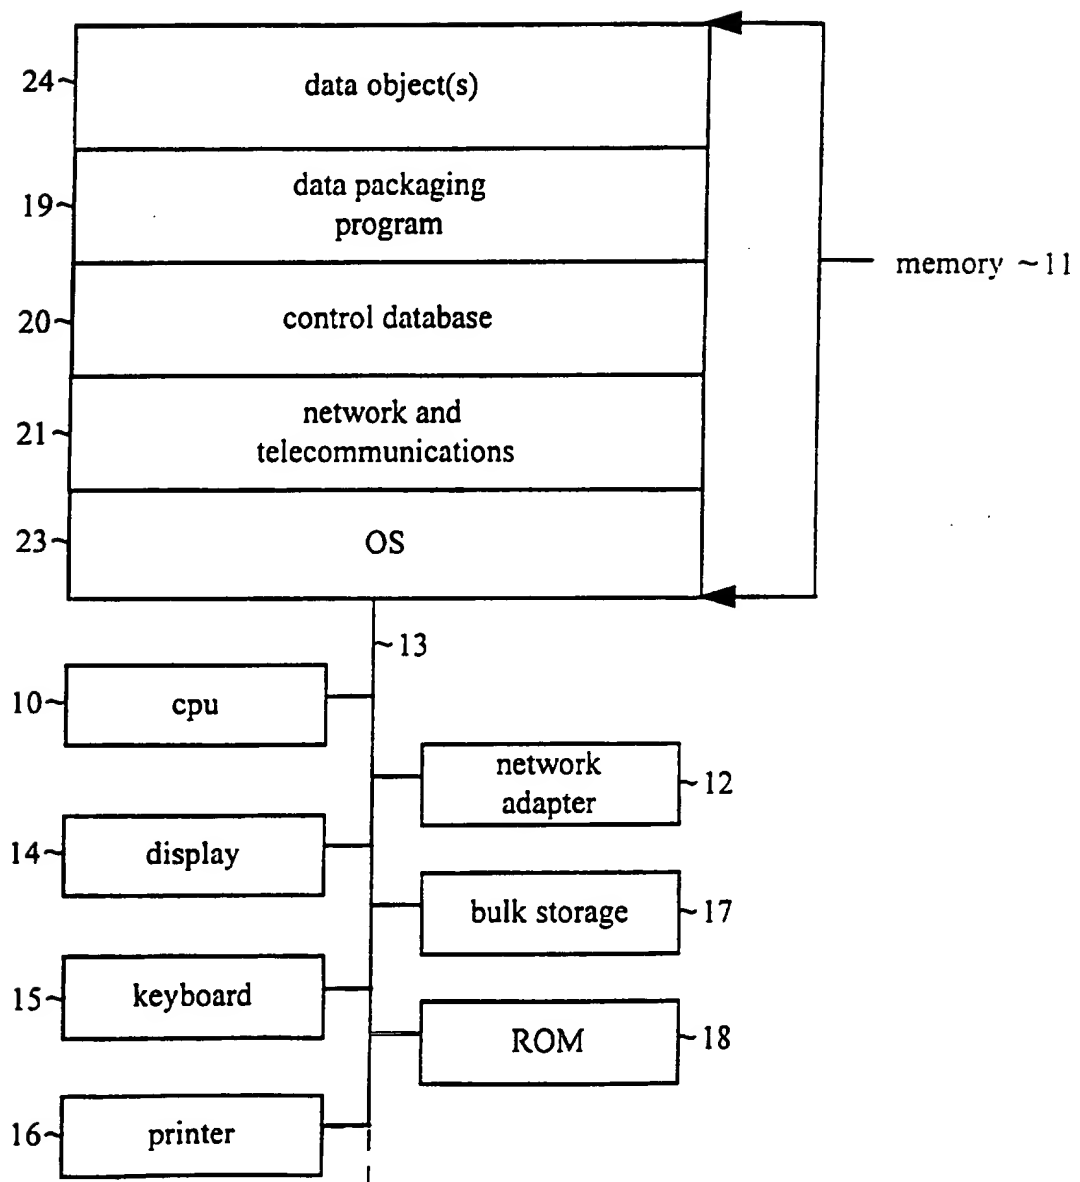 24~ data object(s)
19~ data packaging
program
memory ~11
20~ control database
21~ network and
telecommunications
23~ OS
~13
10~ cpu
network
adapter ~12
14~ display
bulk storage ~17
15~ keyboard
ROM ~18
16~ printer